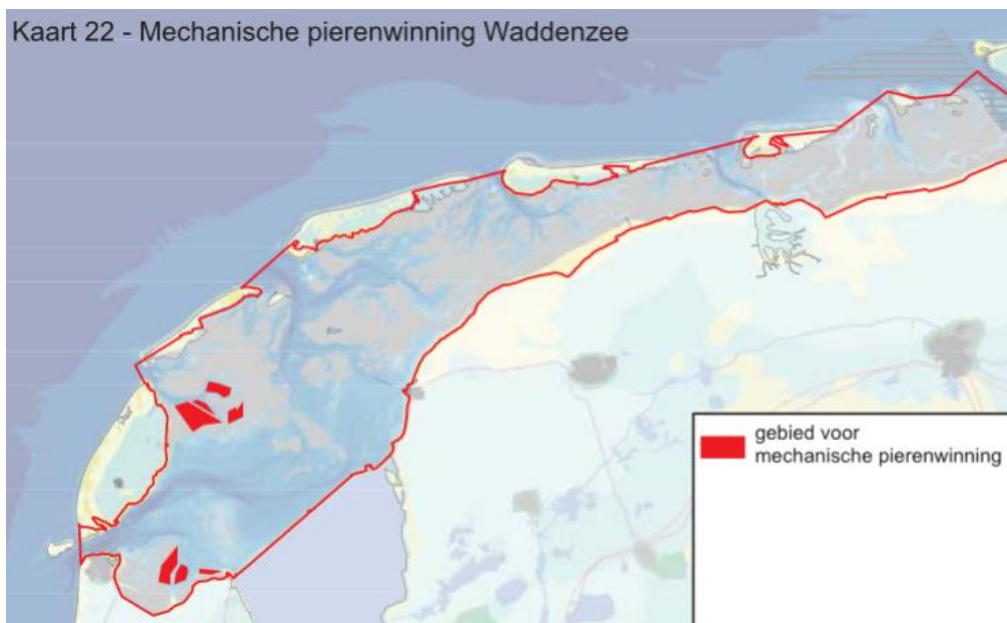 Kaart 22 - Mechanische pierenwinning Waddenzee
gebied voor
mechanische pierenwinning